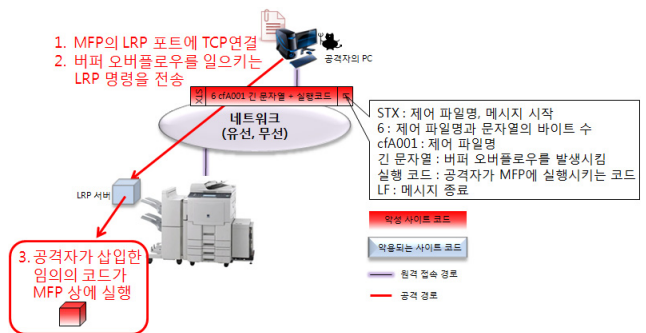 1. MFP의 LRP 포트에 TCP연결
2. 버퍼 오버플로우를 일으키는
LRP 명령을 전송
공격자의 PC
STX
6 cfA001 긴 문자열 + 실행코드
LF
네트워크
(유선, 무선)
STX : 제어 파일명, 메시지 시작
6 : 제어 파일명과 문자열의 바이트 수
cfA001 : 제어 파일명
긴 문자열 : 버퍼 오버플로우를 발생시킴
실행 코드 : 공격자가 MFP에 실행시키는 코드
LF : 메시지 종료
LRP 서버
악성 사이트 코드
악용되는 사이트 코드
원격 접속 경로
공격 경로
3. 공격자가 삽입한
임의의 코드가
MFP 상에 실행